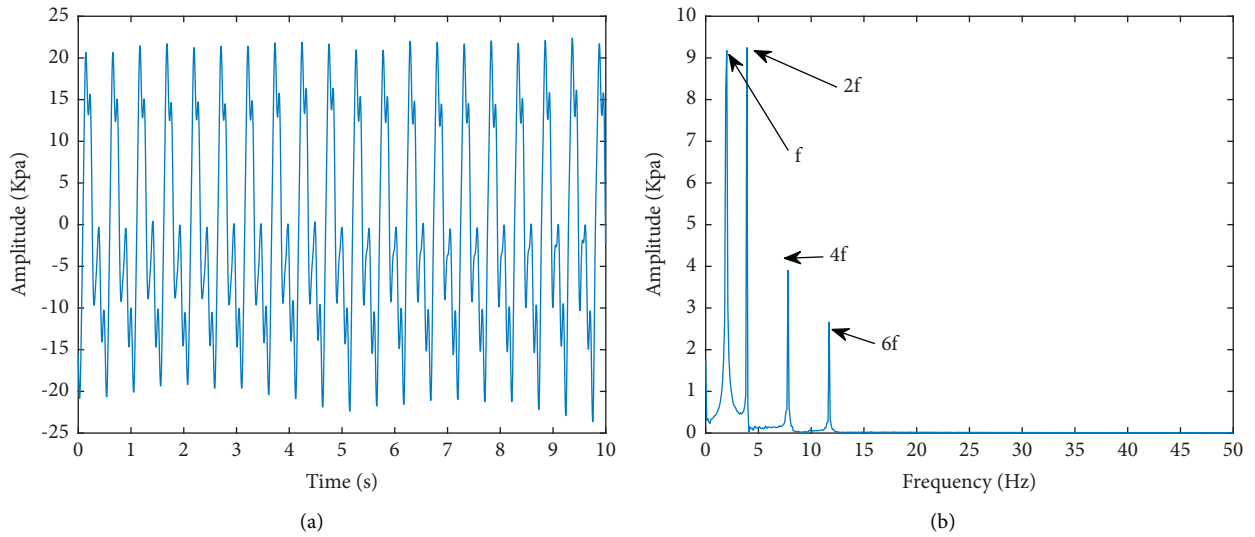 25
20
15
10
5
0
-5
-10
-15
-20
-25
Amplitude (Kpa)
0 1 2 3 4 5 6 7 8 9 10
Time (s)
(a)
10
9
8
7
6
5
4
3
2
1
0
Amplitude (Kpa)
2f
f
4f
6f
0 5 10 15 20 25 30 35 40 45 50
Frequency (Hz)
(b)